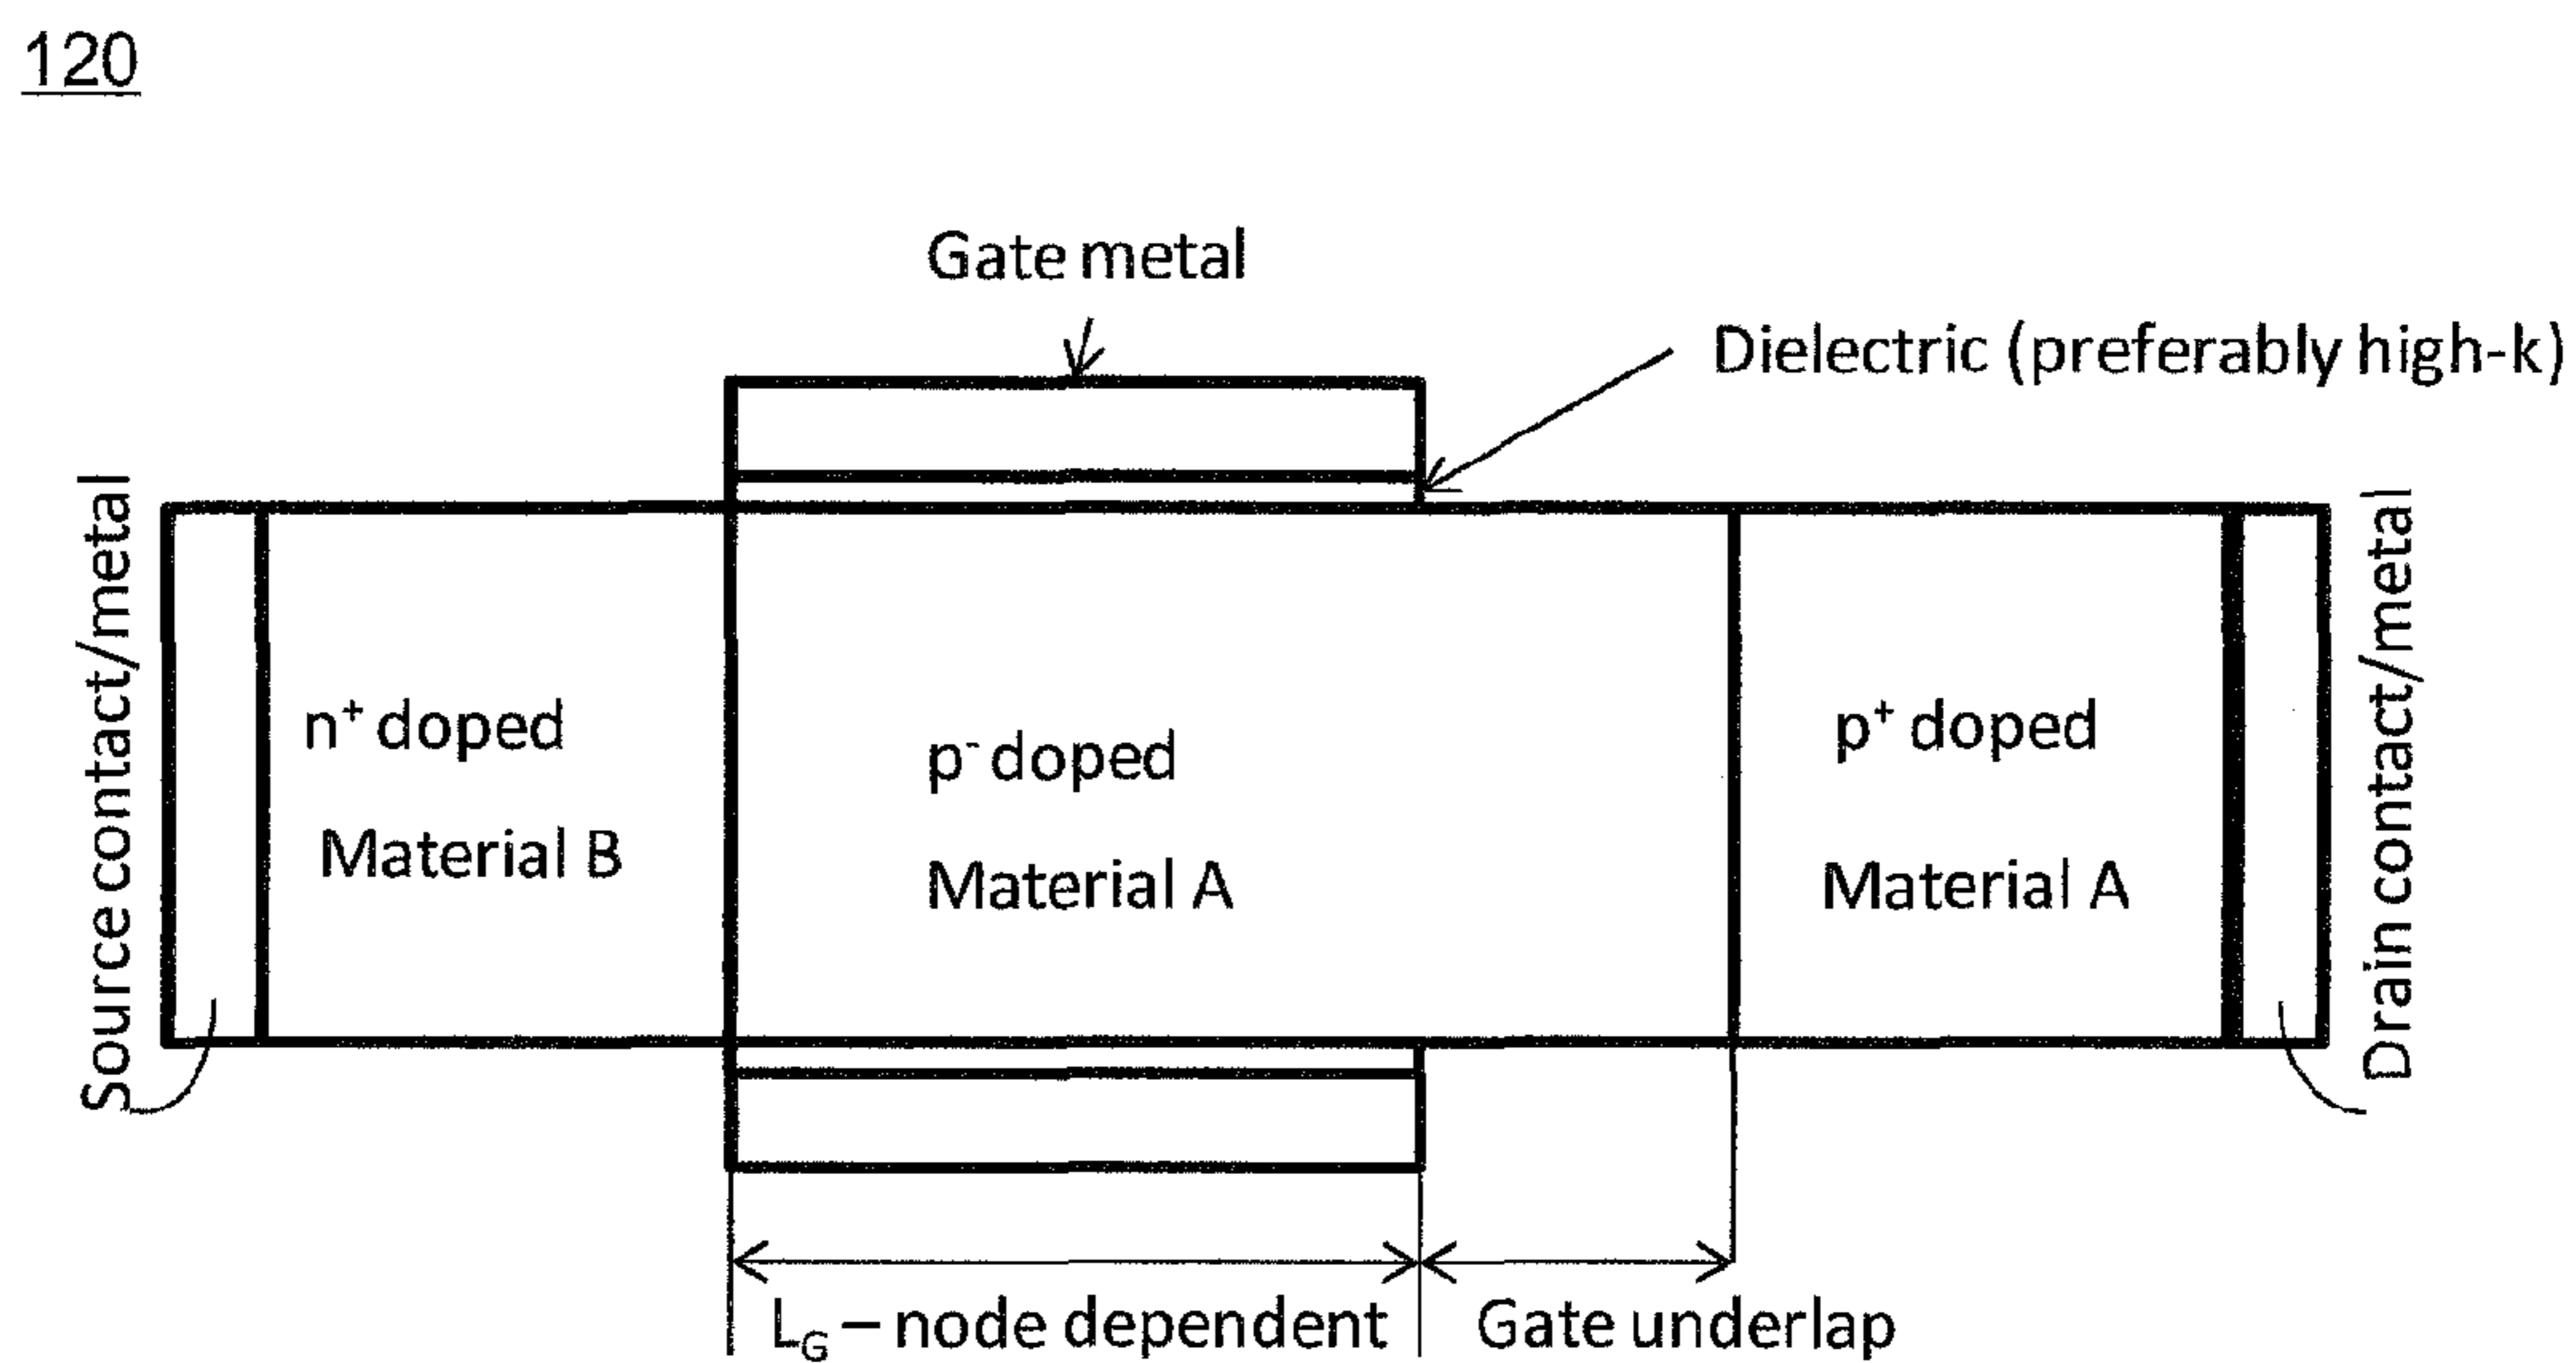 120
Gate metal
Dielectric (preferably high-k)
Source contact/metal
n⁺ doped
Material B
p⁻ doped
Material A
p⁺ doped
Material A
Drain contact/metal
L_G – node dependent
Gate underlap